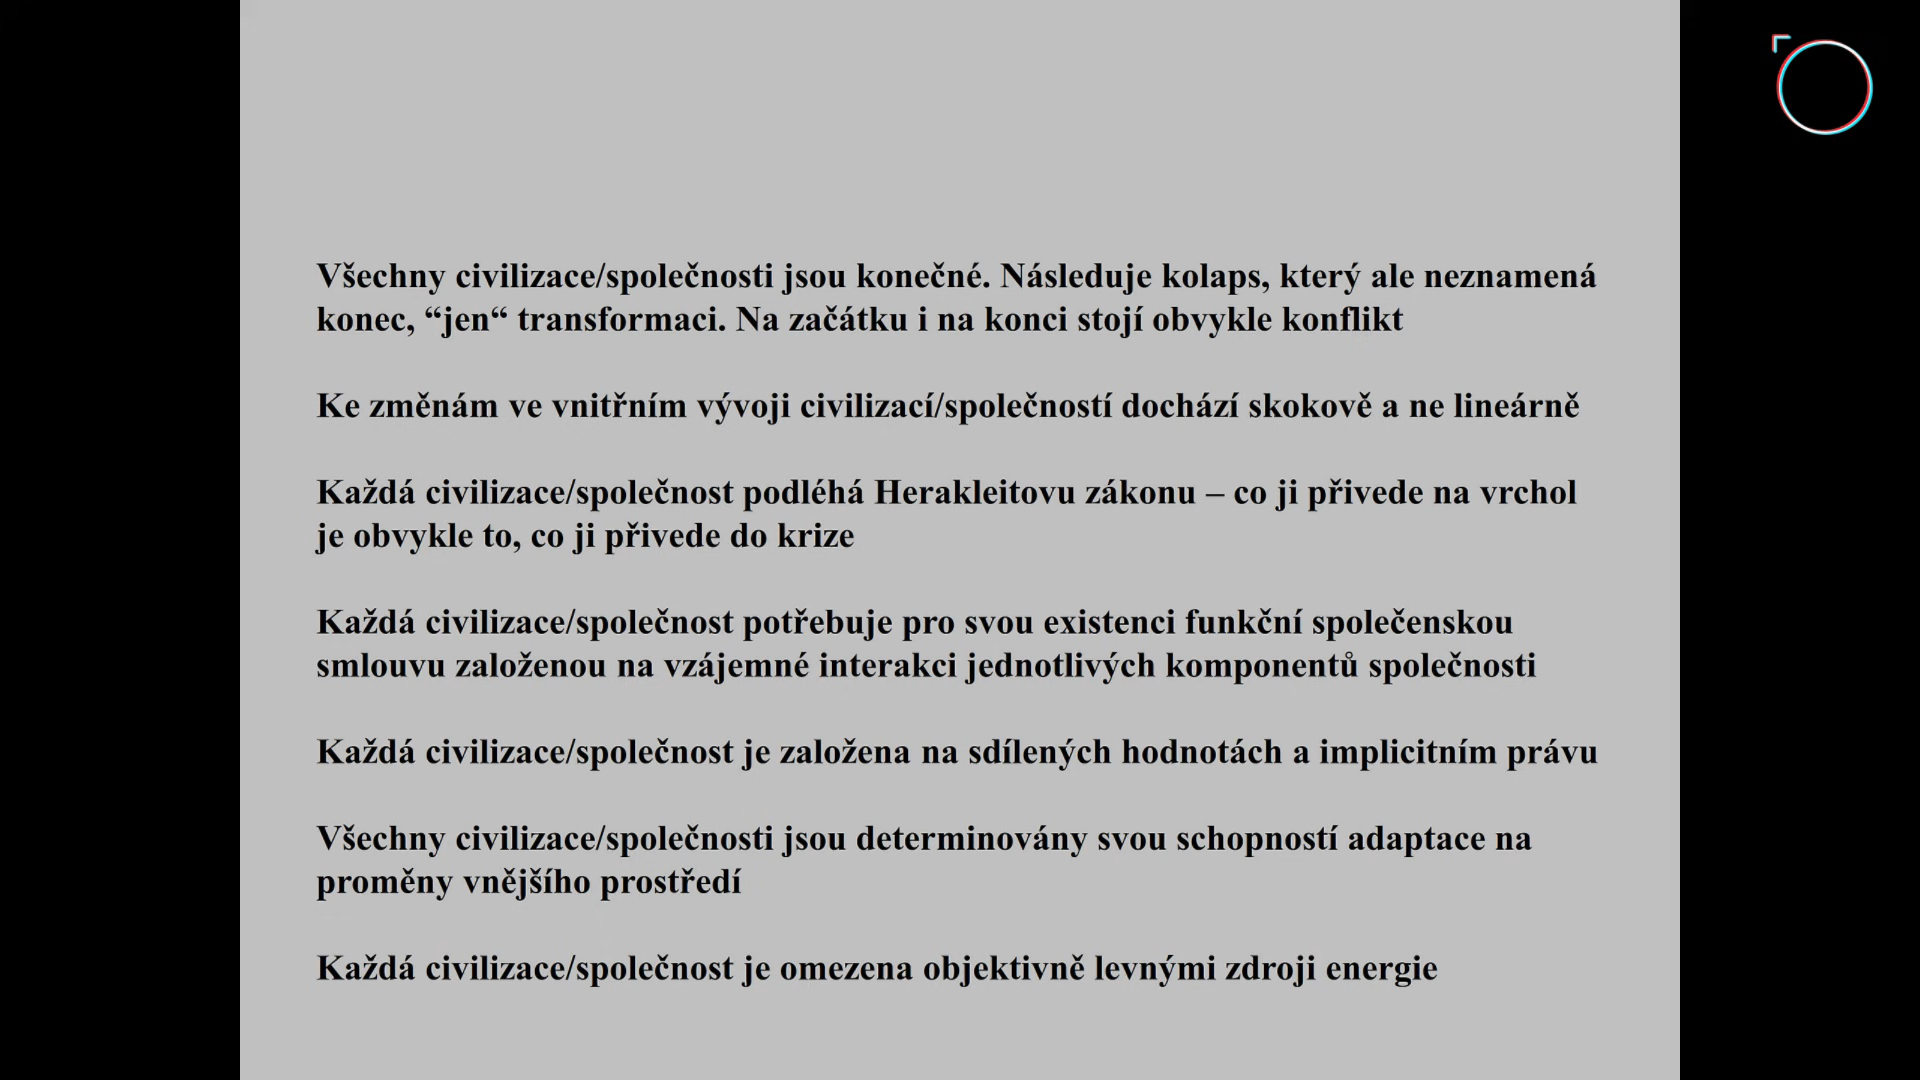 Všechny civilizace/společnosti jsou konečné. Následuje kolaps, který ale neznamená
konec, “jen“ transformaci. Na začátku i na konci stojí obvykle konflikt
Ke změnám ve vnitřním vývoji civilizací/společností dochází skokově a ne lineárně
Každá civilizace/společnost podléhá Herakleitovu zákonu – co ji přivede na vrchol
je obvykle to, co ji přivede do krize
Každá civilizace/společnost potřebuje pro svou existenci funkční společenskou
smlouvu založenou na vzájemné interakci jednotlivých komponentů společnosti
Každá civilizace/společnost je založena na sdílených hodnotách a implicitním právu
Všechny civilizace/společnosti jsou determinovány svou schopností adaptace na
proměny vnějšího prostředí
Každá civilizace/společnost je omezena objektivně levnými zdroji energie